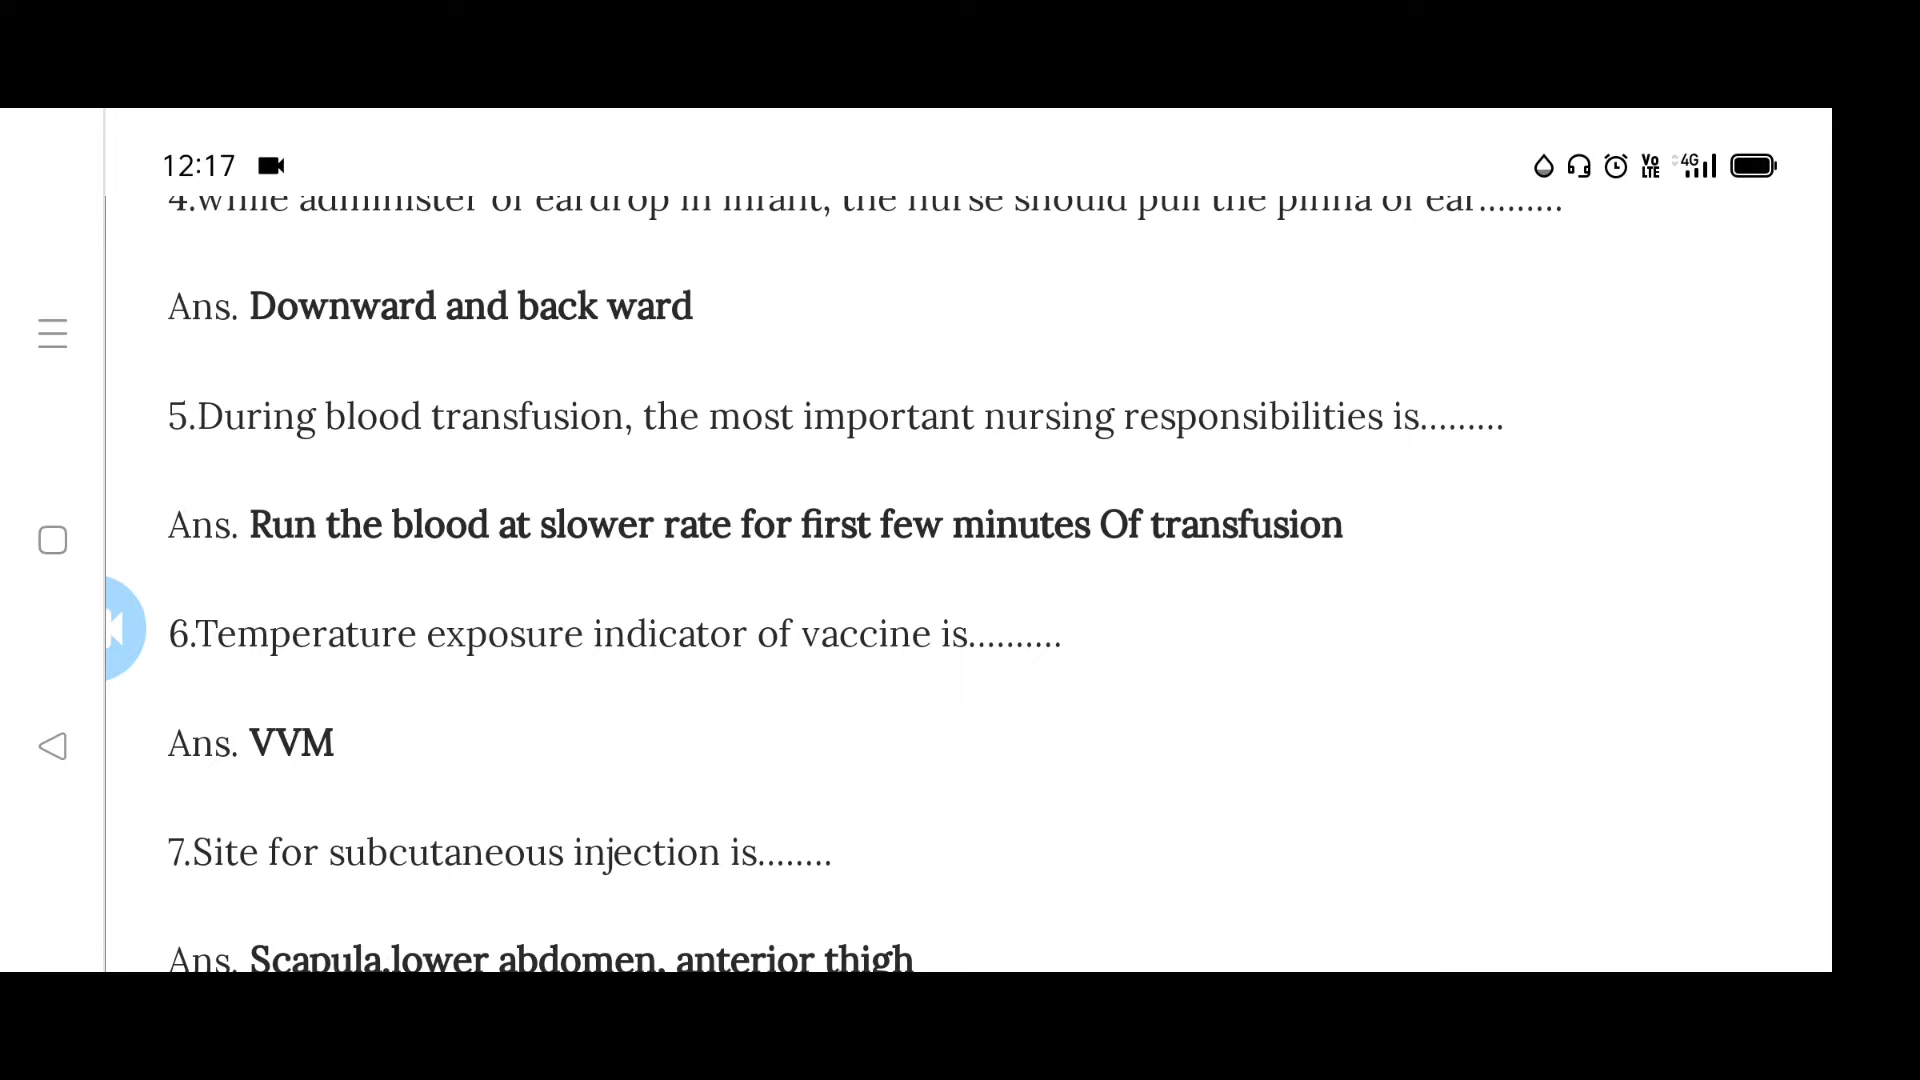 12:17 Vo LTE 4G
4.While administer of eardrop in infant, the nurse should pull the pinna of ear.........
Ans. Downward and back ward
5.During blood transfusion, the most important nursing responsibilities is.........
Ans. Run the blood at slower rate for first few minutes Of transfusion
6.Temperature exposure indicator of vaccine is..........
Ans. VVM
7.Site for subcutaneous injection is........
Ans. Scapula,lower abdomen, anterior thigh